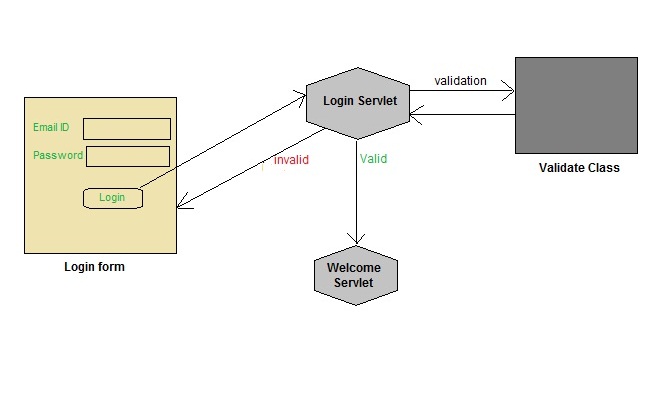 Email ID
Password
Login
Login form
Login Servlet
validation
Validate Class
invalid
Valid
Welcome
Servlet